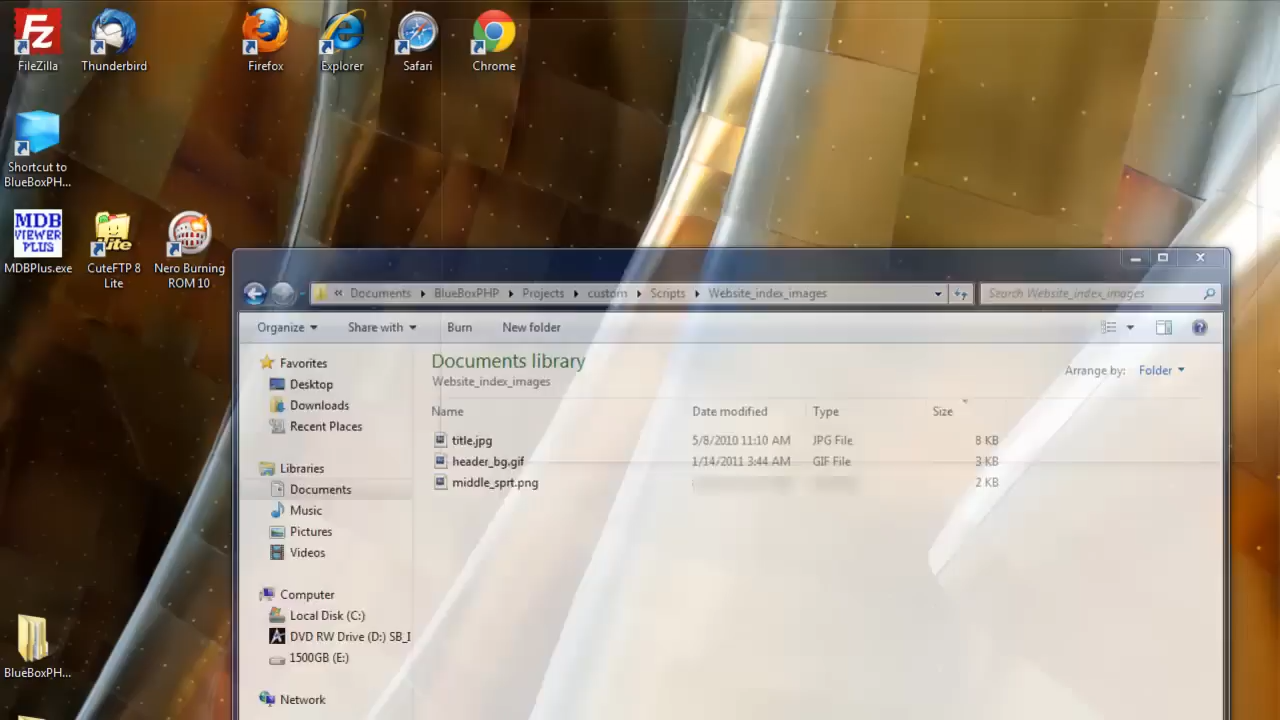 FileZilla
Thunderbird
Firefox
Explorer
Safari
Chrome
Shortcut to
BlueBoxPH...
MDB
VIEWER
PLUS
MDBPlus.exe
Lite
CuteFTP 8
Lite
Nero Burning
ROM 10
« Documents BlueBoxPHP Projects custom Scripts Website_index_images
Search Website_index_images
Organize Share with Burn New folder
Favorites
Desktop
Downloads
Recent Places
Libraries
Documents
Music
Pictures
Videos
Computer
Local Disk (C:)
DVD RW Drive (D:) SB_I
1500GB (E:)
Network
Documents library
Website_index_images
Arrange by: Folder
Name Date modified Type Size
title.jpg 5/8/2010 11:10 AM JPG File 8 KB
header_bg.gif 1/14/2011 3:44 AM GIF File 3 KB
middle_sprt.png 2 KB
BlueBoxPH...